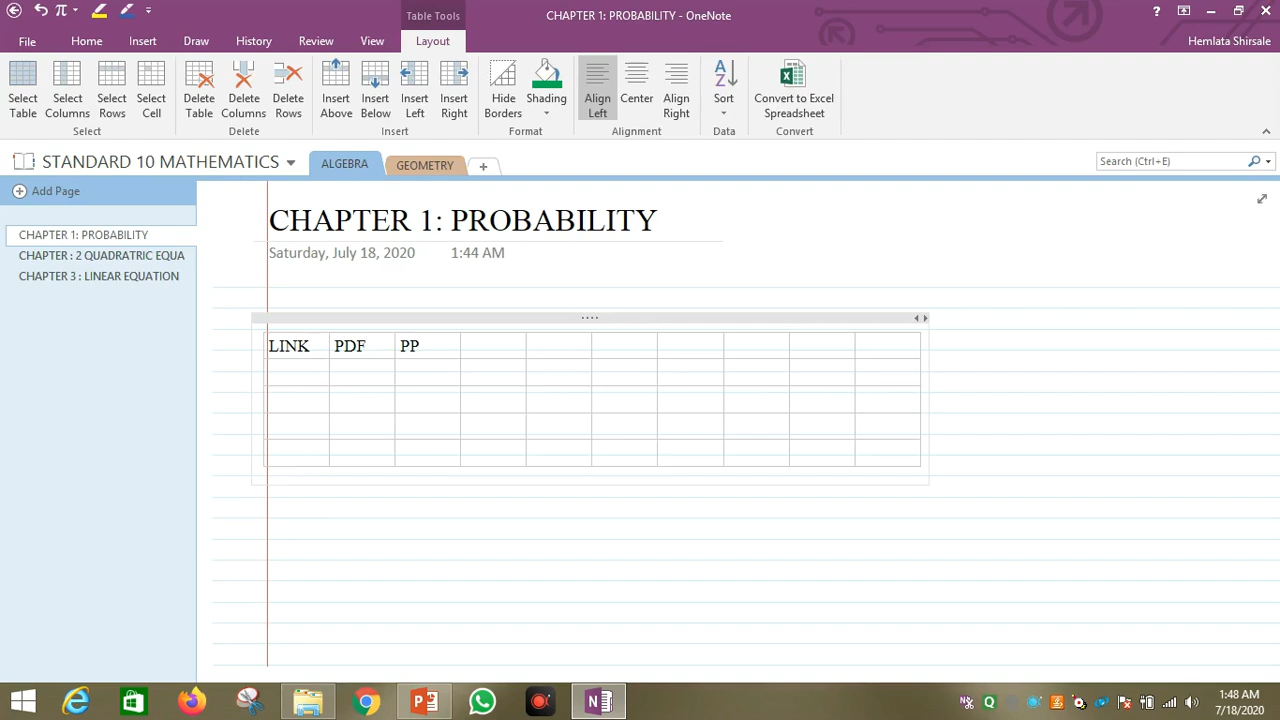 Table Tools
CHAPTER 1: PROBABILITY - OneNote
File Home Insert Draw History Review View Layout
Hemlata Shirsale
Select Table
Select Columns
Select Rows
Select Cell
Delete Table
Delete Columns
Delete Rows
Insert Above
Insert Below
Insert Left
Insert Right
Hide Borders
Shading
Align Left
Center
Align Right
Sort
Convert to Excel Spreadsheet
Select Delete Insert Format Alignment Data Convert
STANDARD 10 MATHEMATICS
ALGEBRA
GEOMETRY
Search (Ctrl+E)
Add Page
CHAPTER 1: PROBABILITY
CHAPTER : 2 QUADRATRIC EQUA
CHAPTER 3 : LINEAR EQUATION
CHAPTER 1: PROBABILITY
Saturday, July 18, 2020 1:44 AM
LINK PDF PP
1:48 AM
7/18/2020